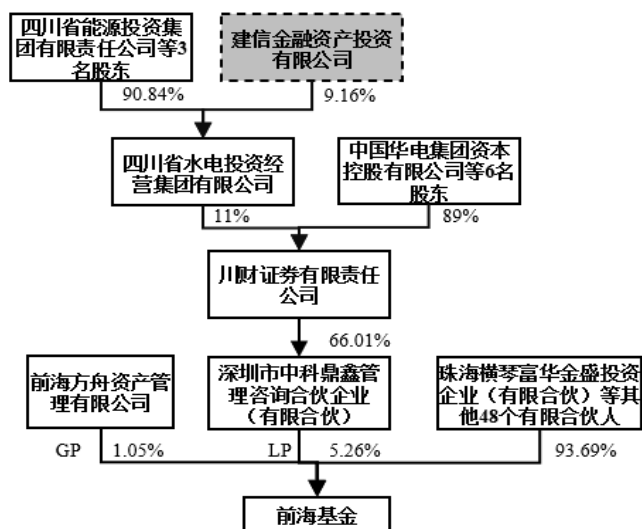 四川省能源投资集
团有限责任公司等3
名股东
建信金融资产投资
有限公司
90.84%
9.16%
四川省水电投资经
营集团有限公司
中国华电集团资本
控股有限公司等6名
股东
11%
89%
川财证券有限责任
公司
66.01%
前海方舟资产管
理有限公司
深圳市中科鼎鑫管
理咨询合伙企业
（有限合伙）
珠海横琴富华金盛投资
企业（有限合伙）等其
他48个有限合伙人
GP
1.05%
LP
5.26%
93.69%
前海基金